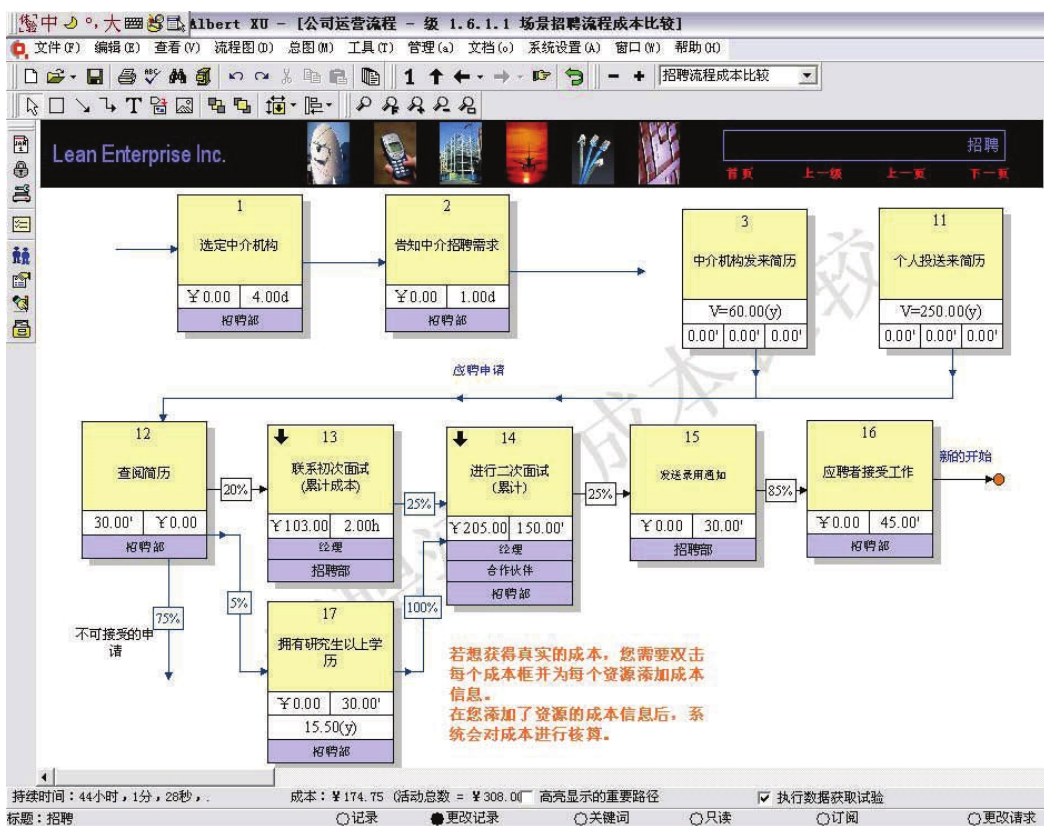 Albert XU - [公司运营流程 - 级 1.6.1.1 场景招聘流程成本比较]
文件(F) 编辑(E) 查看(V) 流程图(D) 总图(M) 工具(T) 管理(a) 文档(o) 系统设置(A) 窗口(W) 帮助(H)
1 招聘流程成本比较
Lean Enterprise Inc.
招聘
首页 上一级 上一页 下一页
1
选定中介机构
￥0.00 4.00d
招聘部
2
告知中介招聘需求
￥0.00 1.00d
招聘部
3
中介机构发来简历
V=60.00(y)
0.00' 0.00' 0.00'
11
个人投送来简历
V=250.00(y)
0.00' 0.00' 0.00'
应聘申请
12
查阅简历
30.00' ￥0.00
招聘部
20%
13
联系初次面试
(累计成本)
￥103.00 2.00h
经理
招聘部
25%
14
进行二次面试
(累计)
￥205.00 150.00'
经理
合作伙伴
招聘部
25%
15
发送录用通知
￥0.00 30.00'
招聘部
85%
16
应聘者接受工作
￥0.00 45.00'
招聘部
新的开始
75%
不可接受的申
请
5%
17
拥有研究生以上学
历
￥0.00 30.00'
15.50(y)
招聘部
100%
若想获得真实的成本，您需要双击
每个成本框并为每个资源添加成本
信息。
在您添加了资源的成本信息后，系
统会对成本进行核算。
持续时间：44小时，1分，28秒，. 成本：￥174.75 (活动总数 = ￥308.0 高亮显示的重要路径 执行数据获取试验
标题：招聘 记录 更改记录 关键词 只读 订阅 更改请求